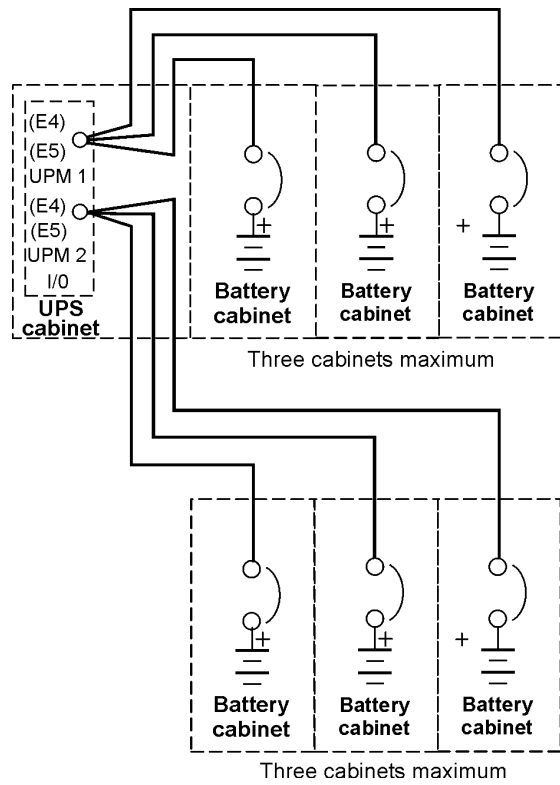 (E4)
(E5)
UPM 1
(E4)
(E5)
UPM 2
I/0
UPS
cabinet
+
+
+
Battery
cabinet
Battery
cabinet
Battery
cabinet
Three cabinets maximum
+
+
+
Battery
cabinet
Battery
cabinet
Battery
cabinet
Three cabinets maximum